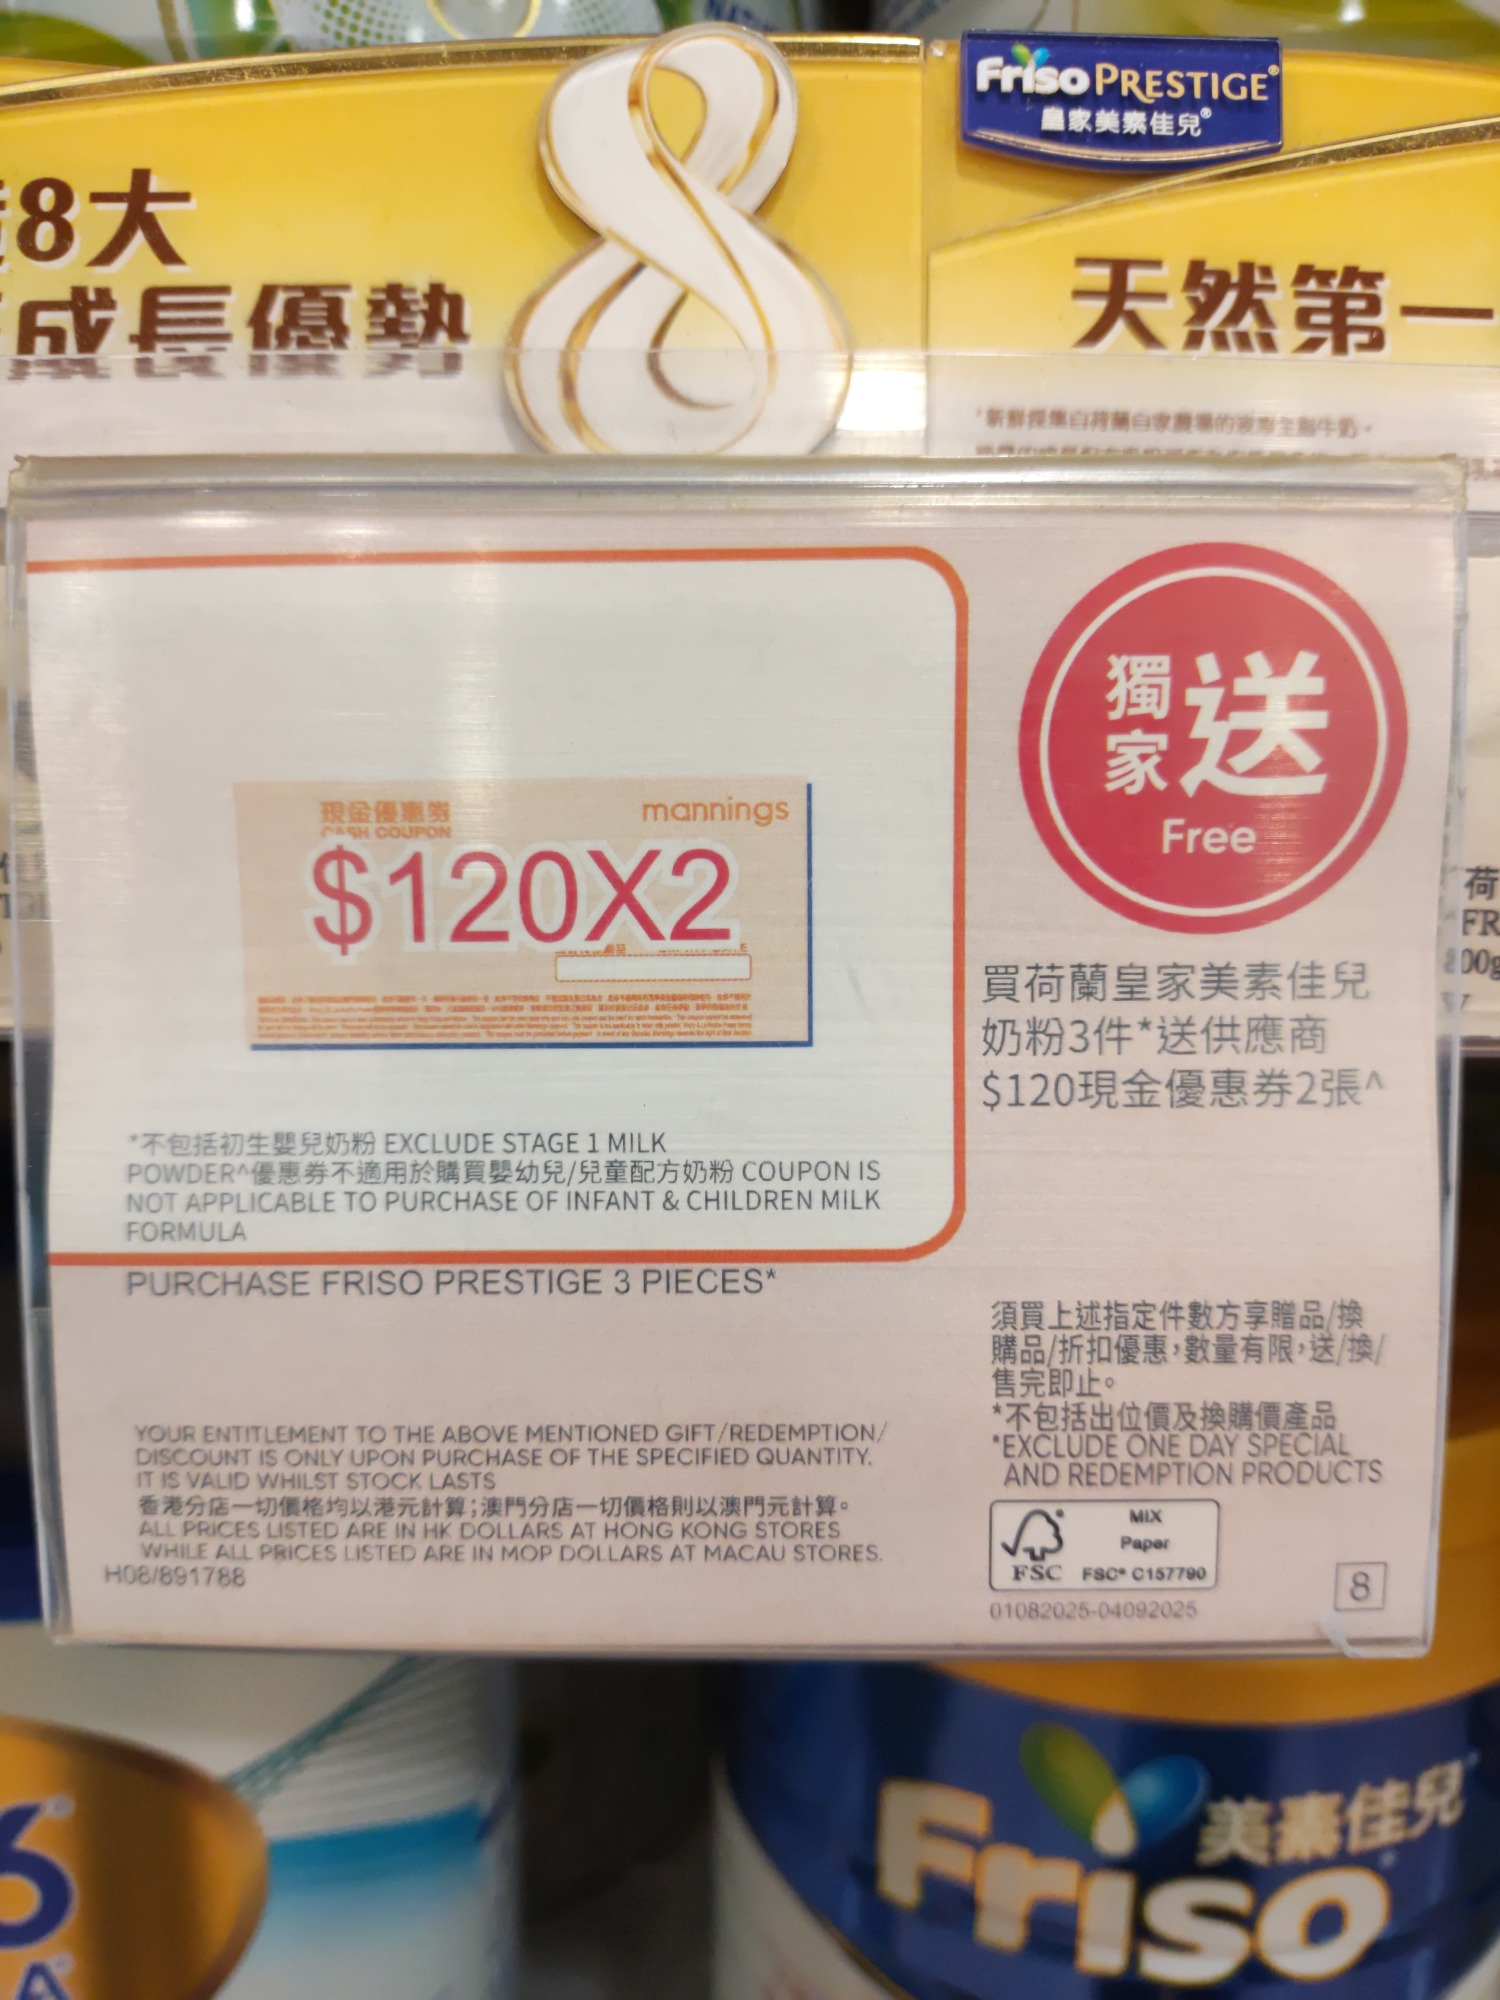 Friso PRESTIGE®
皇家美素佳兒®
8大
成長優勢
天然第一
獨家
送
Free
現金優惠券
CASH COUPON
mannings
$120X2
買荷蘭皇家美素佳兒
奶粉3件*送供應商
$120現金優惠券2張^
*不包括初生嬰兒奶粉 EXCLUDE STAGE 1 MILK
POWDER^優惠券不適用於購買嬰幼兒/兒童配方奶粉 COUPON IS
NOT APPLICABLE TO PURCHASE OF INFANT & CHILDREN MILK
FORMULA
PURCHASE FRISO PRESTIGE 3 PIECES*
須買上述指定件數方享贈品/換
購品/折扣優惠,數量有限,送/換/
售完即止。
*不包括出位價及換購價產品
*EXCLUDE ONE DAY SPECIAL
AND REDEMPTION PRODUCTS
YOUR ENTITLEMENT TO THE ABOVE MENTIONED GIFT/REDEMPTION/
DISCOUNT IS ONLY UPON PURCHASE OF THE SPECIFIED QUANTITY.
IT IS VALID WHILST STOCK LASTS
香港分店一切價格均以港元計算;澳門分店一切價格則以澳門元計算。
ALL PRICES LISTED ARE IN HK DOLLARS AT HONG KONG STORES
WHILE ALL PRICES LISTED ARE IN MOP DOLLARS AT MACAU STORES.
H08/891788
FSC
MIX
Paper
FSC® C157790
01082025-04092025
8
荷
FR
00g
美素佳兒
Friso
6